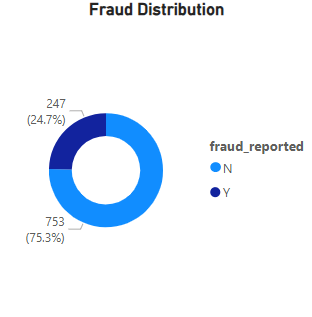 Fraud Distribution
247
(24.7%)
fraud_reported
N
Y
753
(75.3%)